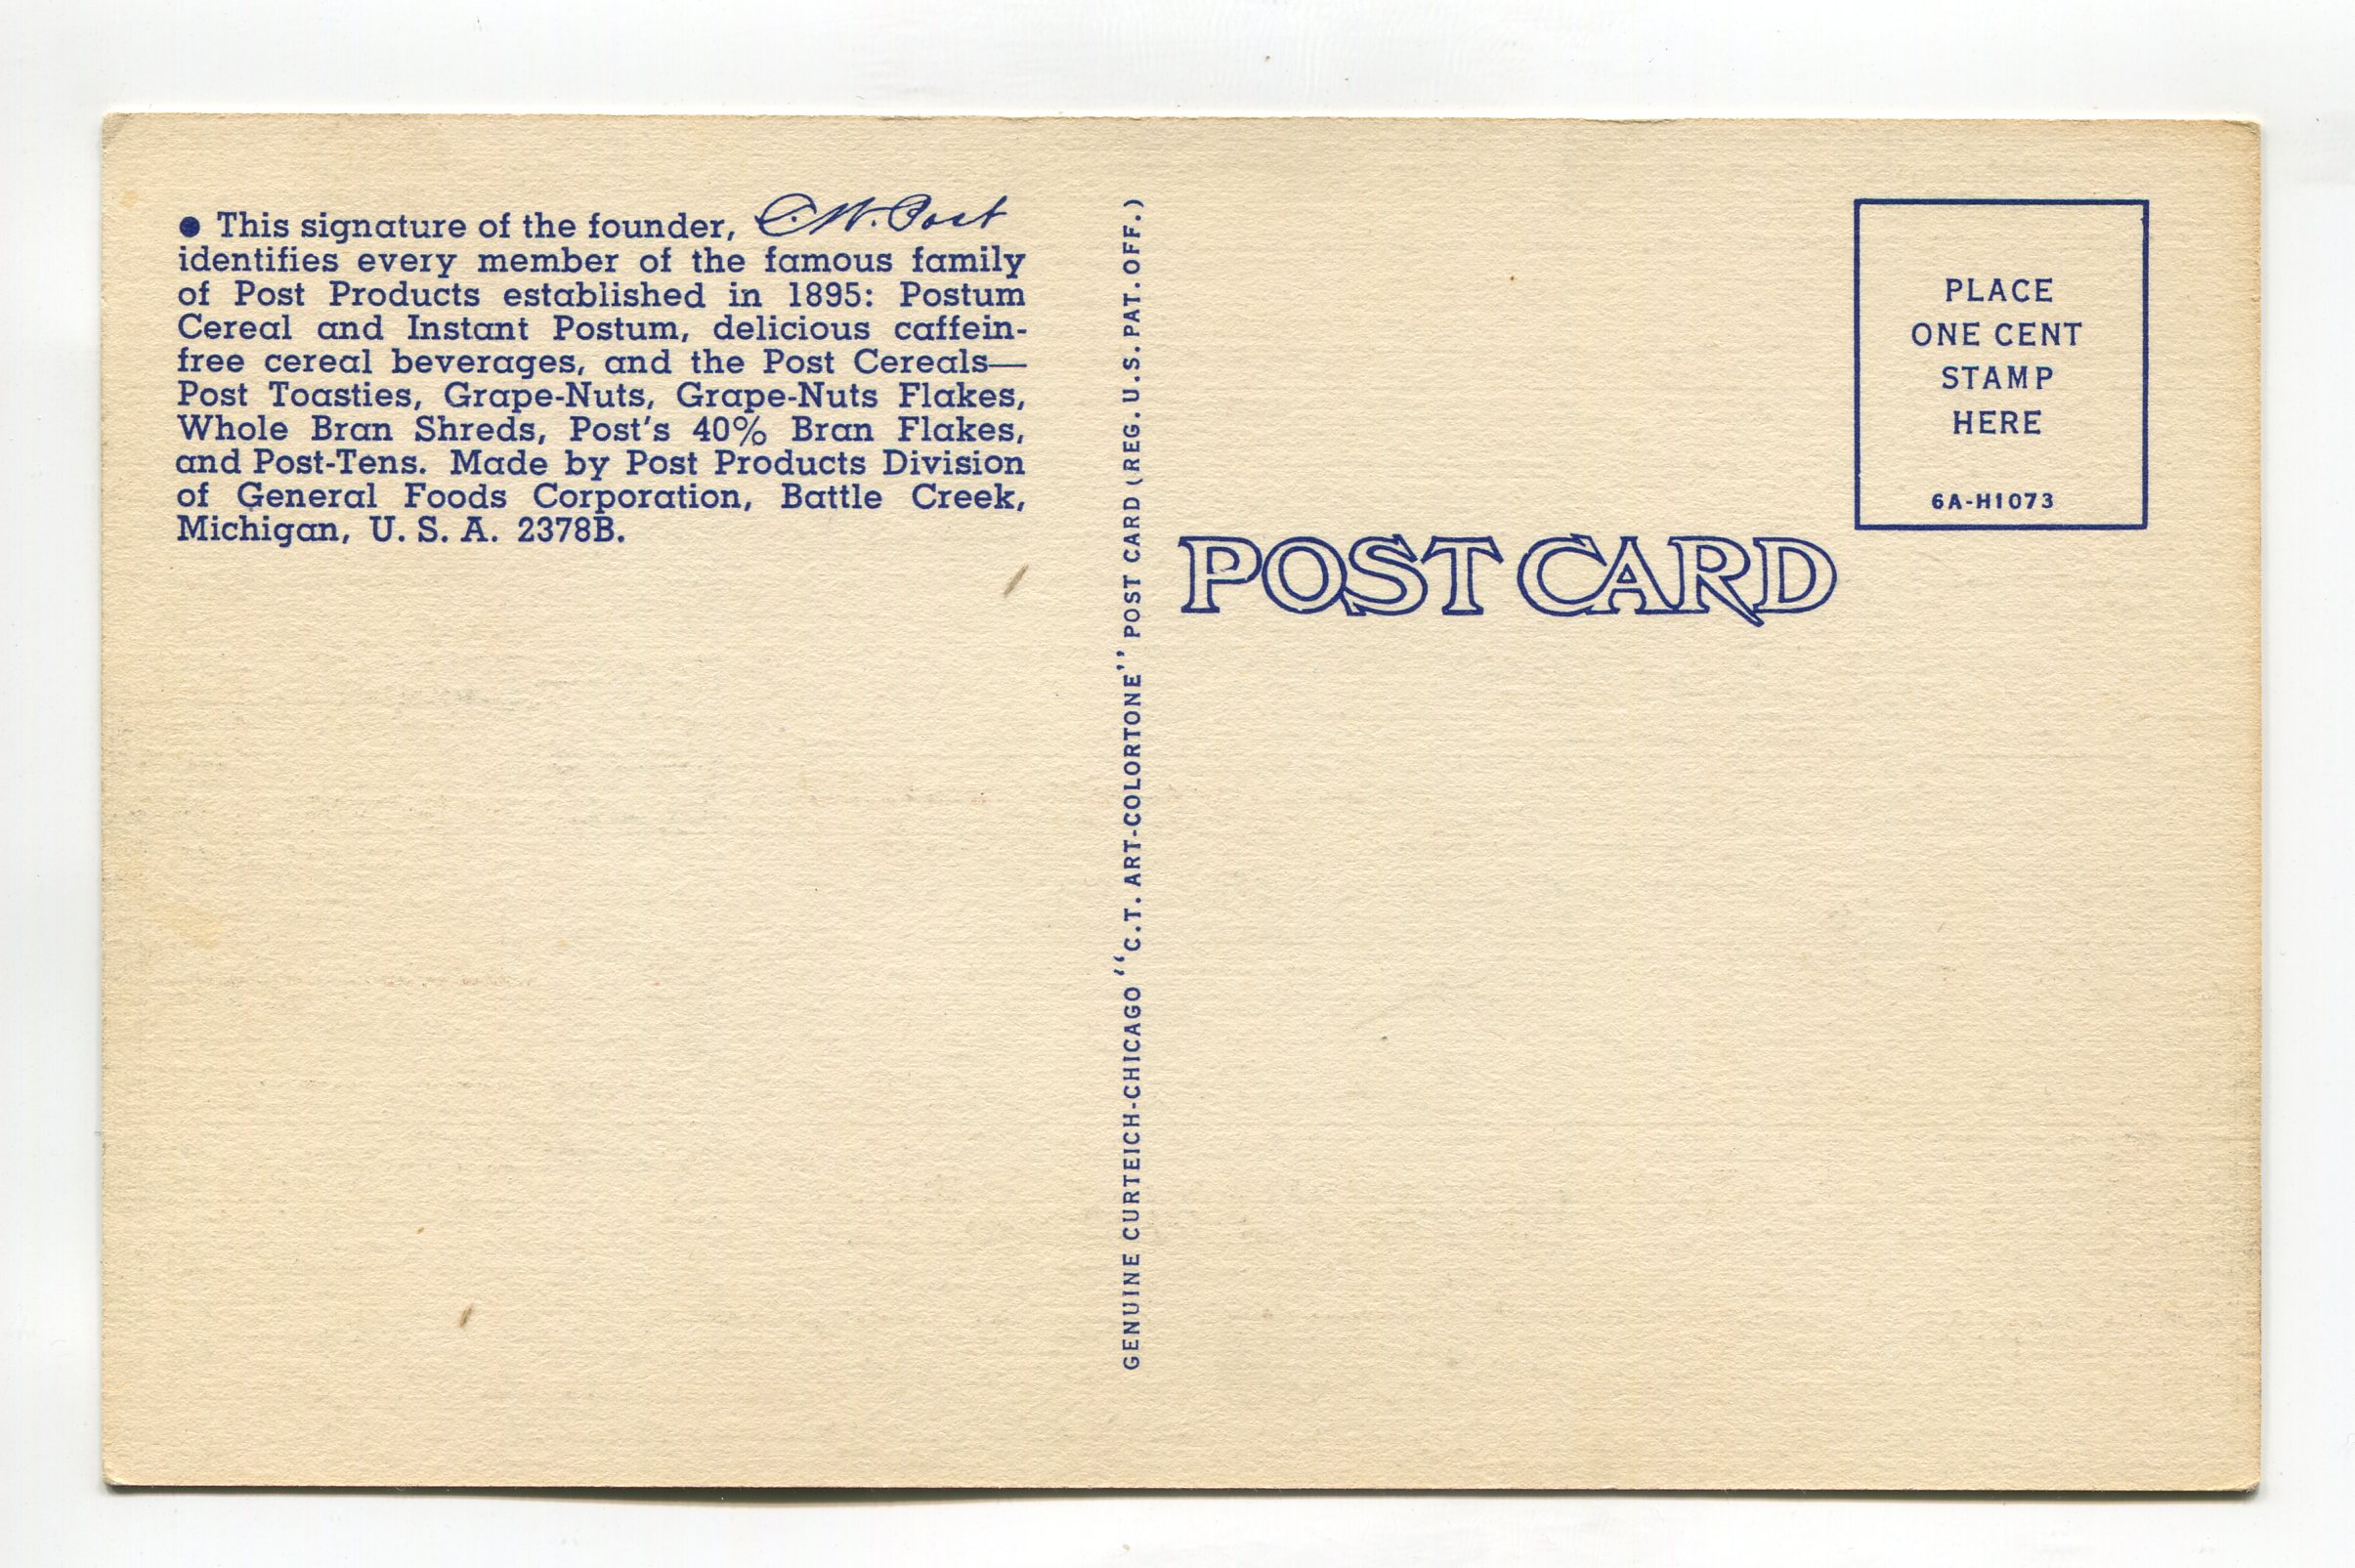 ● This signature of the founder, C. W. Post
identifies every member of the famous family
of Post Products established in 1895: Postum
Cereal and Instant Postum, delicious caffein-
free cereal beverages, and the Post Cereals—
Post Toasties, Grape-Nuts, Grape-Nuts Flakes,
Whole Bran Shreds, Post's 40% Bran Flakes,
and Post-Tens. Made by Post Products Division
of General Foods Corporation, Battle Creek,
Michigan, U. S. A. 2378B.
GENUINE CURTEICH-CHICAGO "C. T. ART-COLORTONE" POST CARD (REG. U.S. PAT. OFF.)
POST CARD
PLACE
ONE CENT
STAMP
HERE
6A-H1073